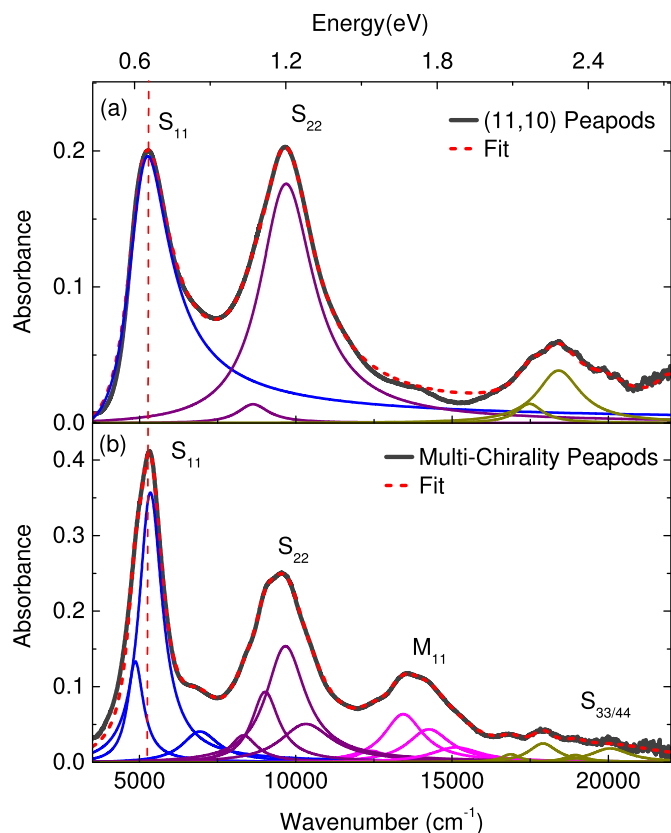 Energy(eV)
0.6 1.2 1.8 2.4
(a)
S11
S22
(11,10) Peapods
Fit
0.2
0.1
0.0
Absorbance
(b)
S11
S22
M11
S33/44
Multi-Chirality Peapods
Fit
0.4
0.3
0.2
0.1
0.0
Absorbance
5000 10000 15000 20000
Wavenumber (cm-1)